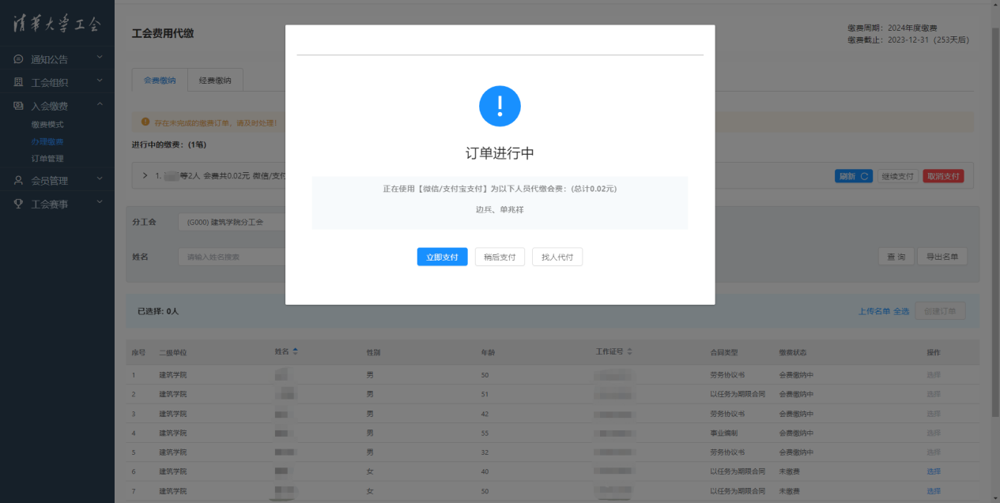 清华大学工会
通知公告
工会组织
入会缴费
缴费模式
办理缴费
订单管理
会员管理
工会赛事
工会费用代缴
缴费周期：2024年度缴费
缴费截止：2023-12-31（253天后）
会费缴纳 经费缴纳
存在未完成的缴费订单，请及时处理！
进行中的缴费：(1笔)
1. 等2人 会费共0.02元 微信/支付
刷新 继续支付 取消支付
订单进行中
正在使用【微信/支付宝支付】为以下人员代缴会费：(总计0.02元)
边兵、单兆祥
立即支付 稍后支付 找人代付
分工会 (G000) 建筑学院分工会
姓名 请输入姓名搜索
查 询 导出名单
已选择: 0人
上传名单 全选 创建订单
序号 二级单位 姓名 性别 年龄 工作证号 合同类型 缴费状态 操作
1 建筑学院 男 50 劳务协议书 会费缴纳中 选择
2 建筑学院 男 51 以任务为期限合同 会费缴纳中 选择
3 建筑学院 男 42 劳务协议书 会费缴纳中 选择
4 建筑学院 男 55 事业编制 会费缴纳中 选择
5 建筑学院 男 32 劳务协议书 会费缴纳中 选择
6 建筑学院 女 40 以任务为期限合同 未缴费 选择
7 建筑学院 女 50 以任务为期限合同 未缴费 选择